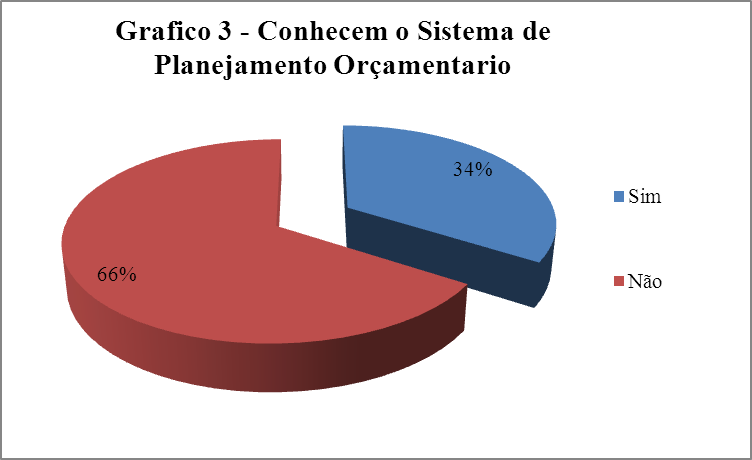 Grafico 3 - Conhecem o Sistema de
Planejamento Orçamentario
34%
Sim
66%
Não